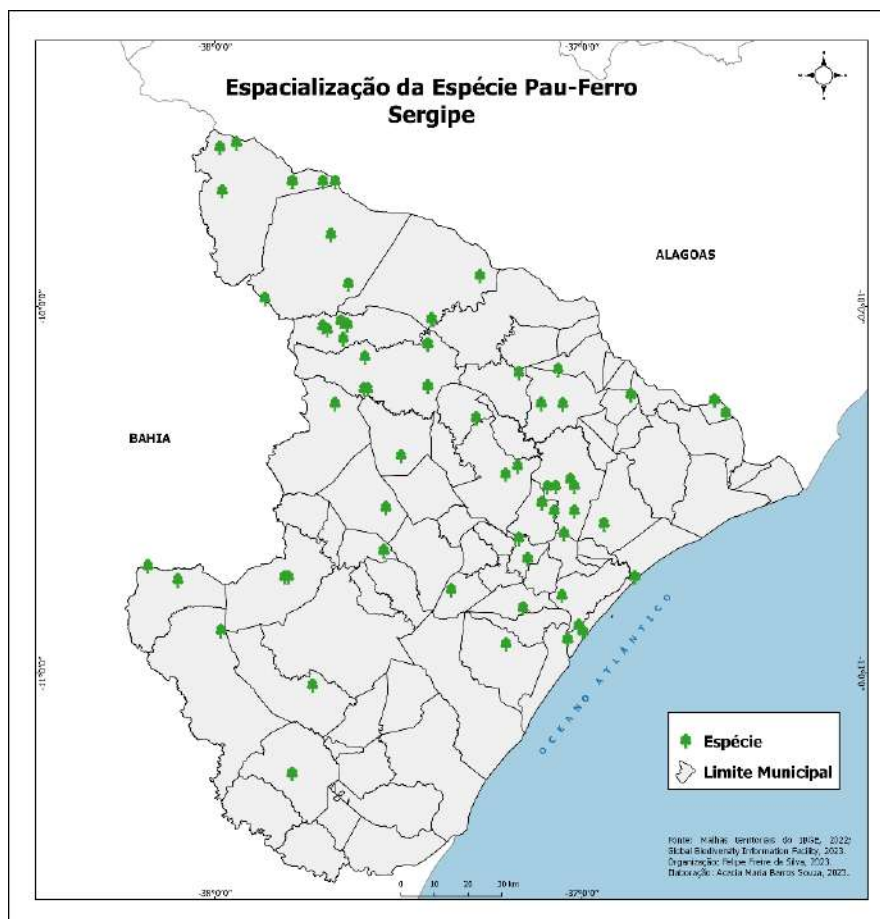 -38°0'0"
-37°0'0"
Espacialização da Espécie Pau-Ferro
Sergipe
ALAGOAS
-10°0'0"
-10°0'0"
BAHIA
OCEANO ATLÂNTICO
-11°0'0"
-11°0'0"
Espécie
Limite Municipal
Fonte: Malhas territoriais do IBGE, 2022;
Global Biodiversity Information Facility, 2023.
Organização: Felipe Freire da Silva, 2023.
Elaboração: Acacia Maria Barros Souza, 2023.
-38°0'0"
0 10 20 30 km
-37°0'0"